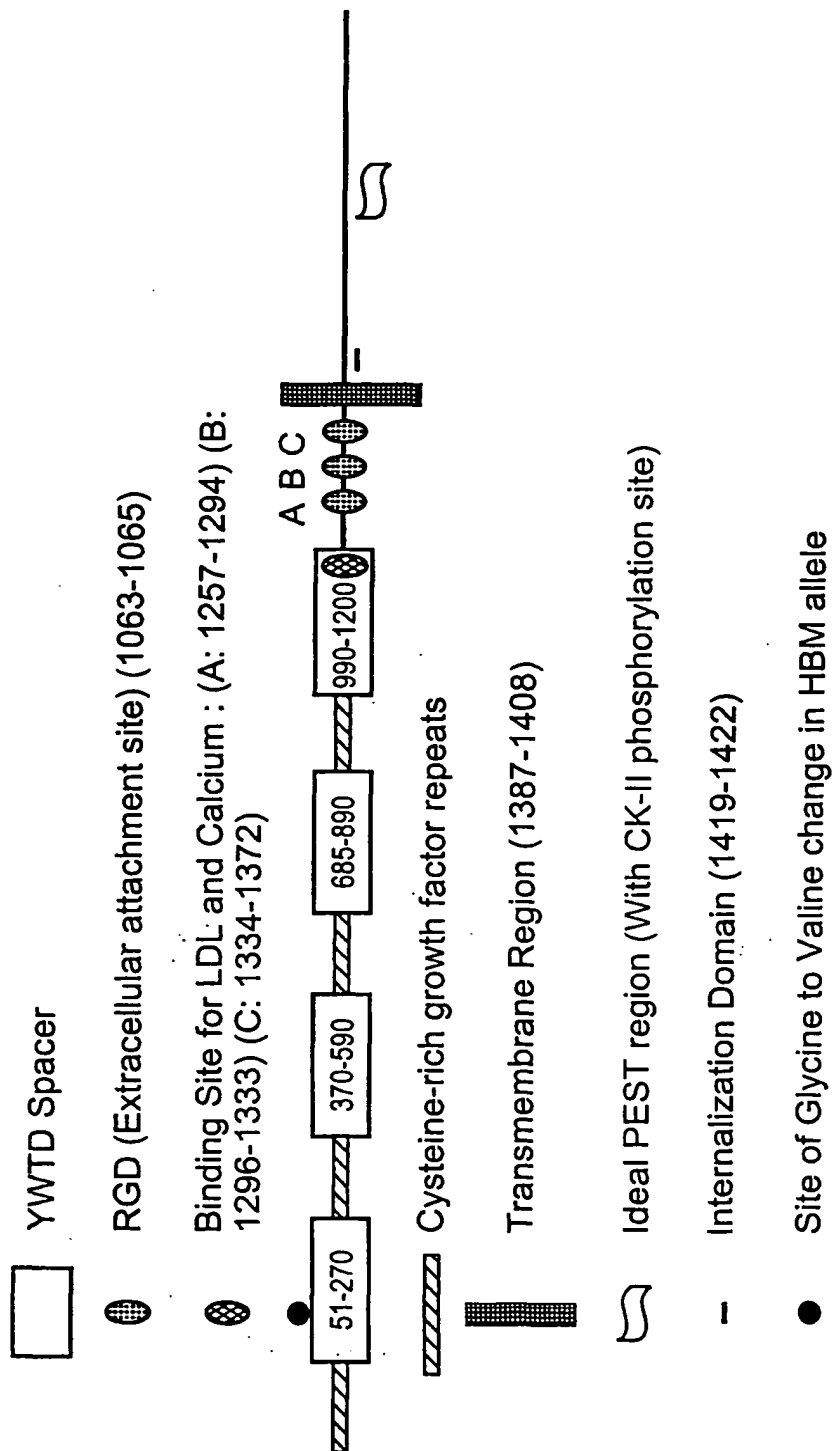 YWTD Spacer
RGD (Extracellular attachment site) (1063-1065)
Binding Site for LDL and Calcium : (A: 1257-1294) (B:
1296-1333) (C: 1334-1372)
A B C
51-270 370-590 685-890 990-1200
Cysteine-rich growth factor repeats
Transmembrane Region (1387-1408)
Ideal PEST region (With CK-II phosphorylation site)
Internalization Domain (1419-1422)
Site of Glycine to Valine change in HBM allele